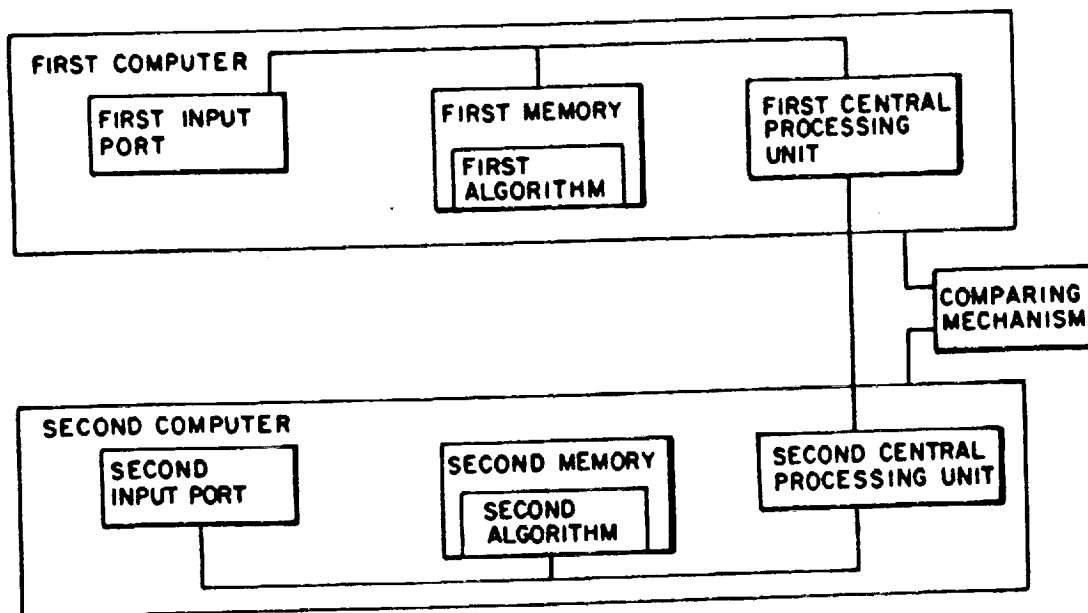 FIRST COMPUTER
FIRST INPUT
PORT
FIRST MEMORY
FIRST
ALGORITHM
FIRST CENTRAL
PROCESSING
UNIT
COMPARING
MECHANISM
SECOND COMPUTER
SECOND
INPUT PORT
SECOND MEMORY
SECOND
ALGORITHM
SECOND CENTRAL
PROCESSING UNIT